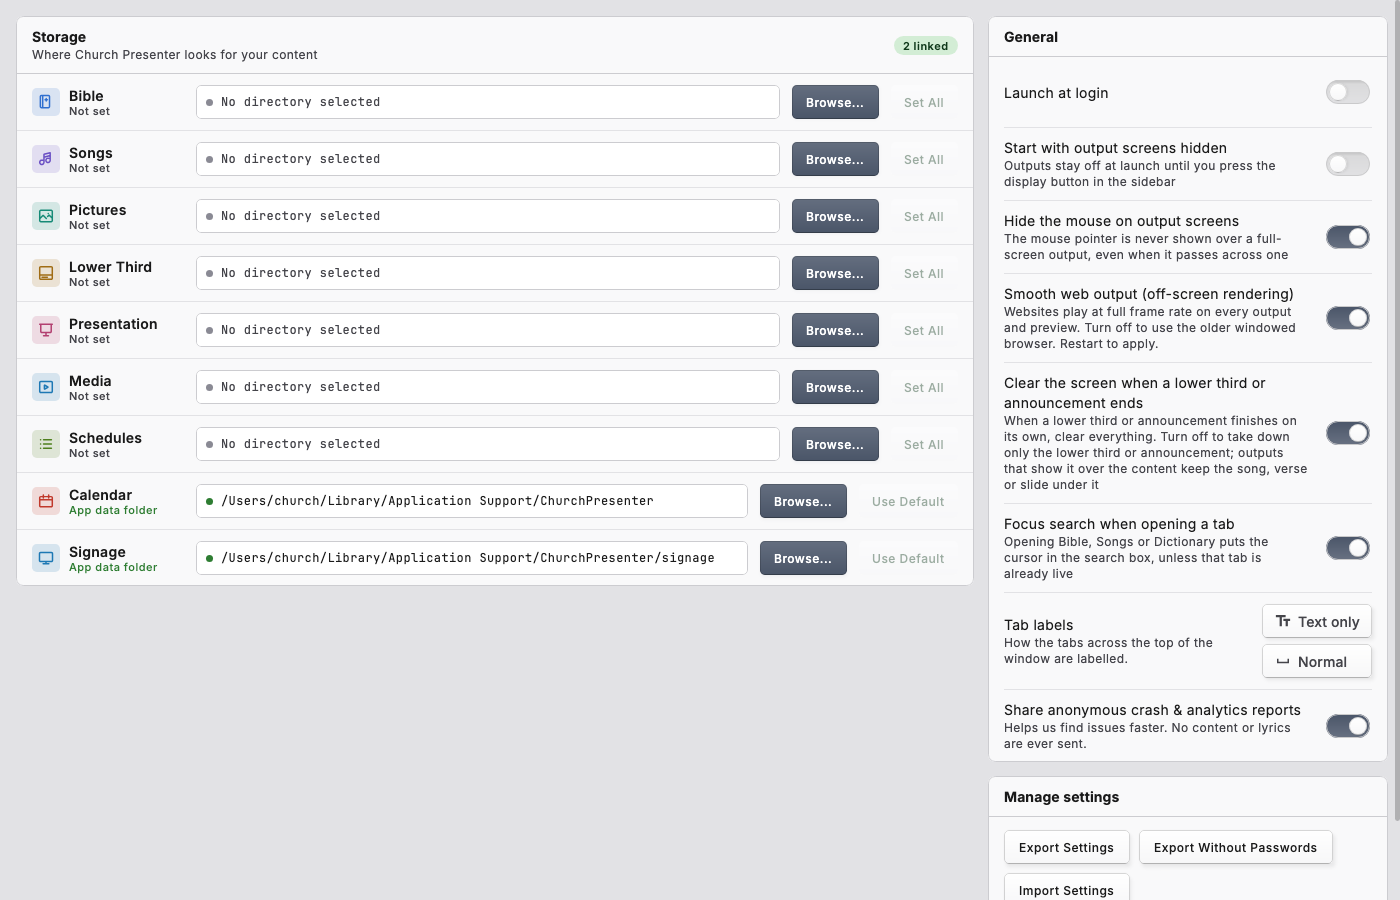 Storage
Where Church Presenter looks for your content
2 linked
Bible
Not set
No directory selected
Browse...
Set All
Songs
Not set
No directory selected
Browse...
Set All
Pictures
Not set
No directory selected
Browse...
Set All
Lower Third
Not set
No directory selected
Browse...
Set All
Presentation
Not set
No directory selected
Browse...
Set All
Media
Not set
No directory selected
Browse...
Set All
Schedules
Not set
No directory selected
Browse...
Set All
Calendar
App data folder
/Users/church/Library/Application Support/ChurchPresenter
Browse...
Use Default
Signage
App data folder
/Users/church/Library/Application Support/ChurchPresenter/signage
Browse...
Use Default
General
Launch at login
Start with output screens hidden
Outputs stay off at launch until you press the
display button in the sidebar
Hide the mouse on output screens
The mouse pointer is never shown over a full-
screen output, even when it passes across one
Smooth web output (off-screen rendering)
Websites play at full frame rate on every output
and preview. Turn off to use the older windowed
browser. Restart to apply.
Clear the screen when a lower third or
announcement ends
When a lower third or announcement finishes on
its own, clear everything. Turn off to take down
only the lower third or announcement; outputs
that show it over the content keep the song, verse
or slide under it
Focus search when opening a tab
Opening Bible, Songs or Dictionary puts the
cursor in the search box, unless that tab is
already live
Tab labels
How the tabs across the top of the
window are labelled.
Text only
Normal
Share anonymous crash & analytics reports
Helps us find issues faster. No content or lyrics
are ever sent.
Manage settings
Export Settings
Export Without Passwords
Import Settings